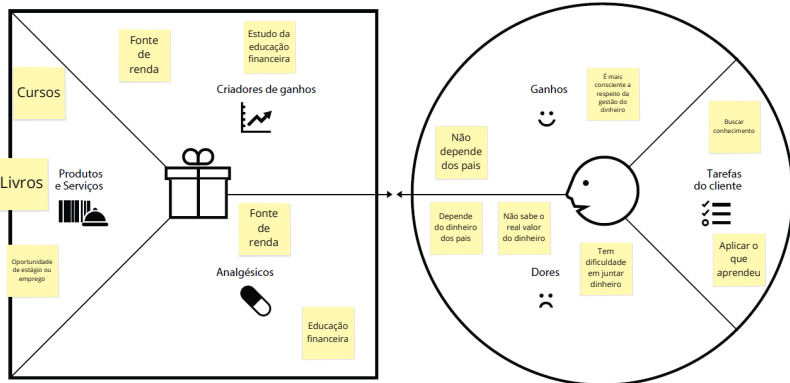 Fonte
de
renda
Estudo da
educação
financeira
Criadores de ganhos
Cursos
Livros
Produtos
e Serviços
Oportunidade
de estágio ou
emprego
Fonte
de
renda
Analgésicos
Educação
financeira
Ganhos
É mais
consciente a
respeito da
gestão do
dinheiro
Não
depende
dos pais
Buscar
conhecimento
Tarefas
do cliente
Aplicar o
que
aprendeu
Depende
do dinheiro
dos pais
Não sabe o
real valor
do dinheiro
Tem
dificuldade
em juntar
dinheiro
Dores